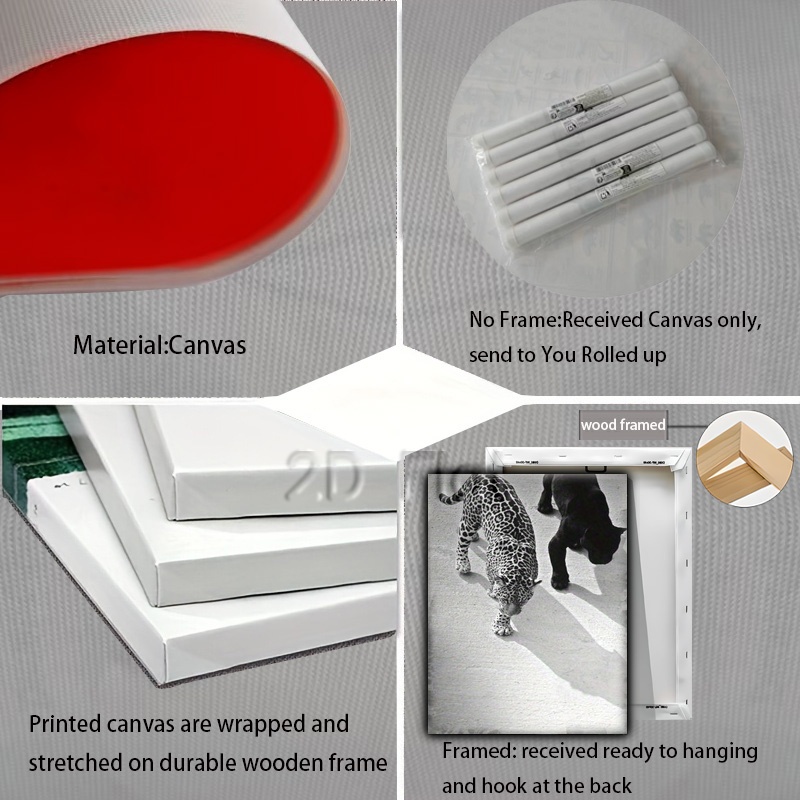 Material:Canvas
No Frame:Received Canvas only,
send to You Rolled up
2.D
wood framed
Printed canvas are wrapped and
stretched on durable wooden frame
Framed: received ready to hanging
and hook at the back